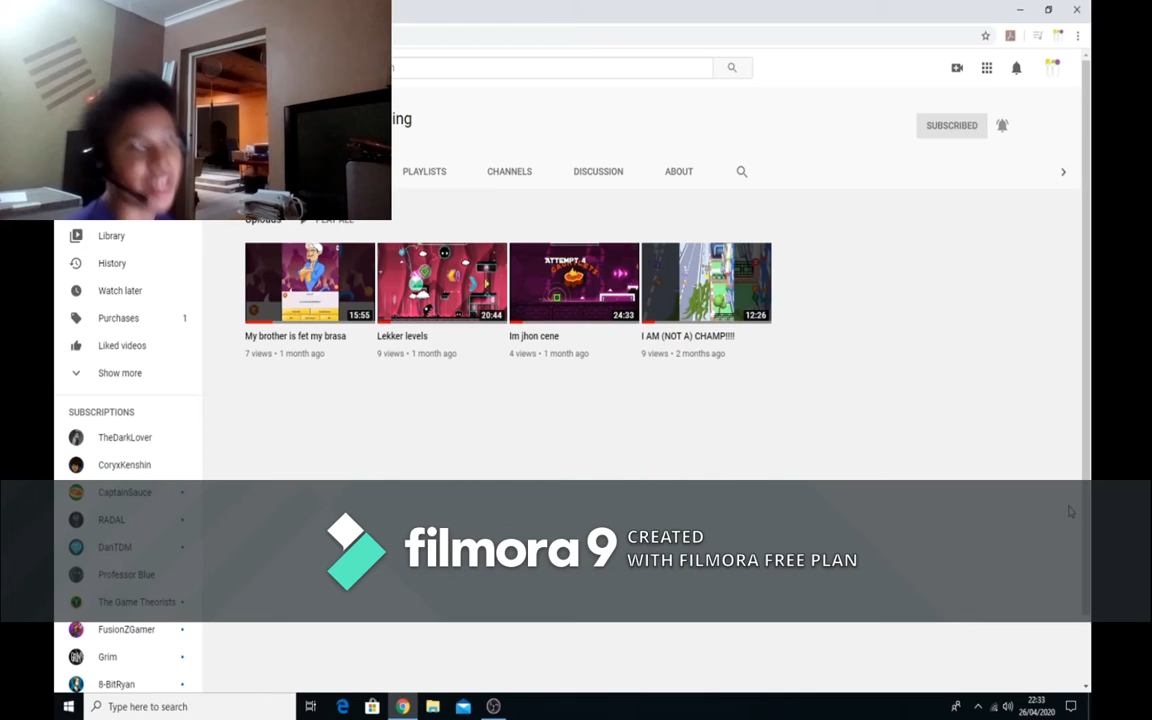 ing
SUBSCRIBED
PLAYLISTS CHANNELS DISCUSSION ABOUT
Uploads PLAY ALL
Library
History
Watch later
Purchases 1
Liked videos
Show more
ATTEMPT 4
15:55 20:44 24:33 12:26
My brother is fet my brasa Lekker levels Im jhon cene I AM (NOT A) CHAMP!!!!
7 views • 1 month ago 9 views • 1 month ago 4 views • 1 month ago 9 views • 2 months ago
SUBSCRIPTIONS
TheDarkLover
CoryxKenshin
CaptainSauce
RADAL
DanTDM
Professor Blue
The Game Theorists
FusionZGamer
Grim
8-BitRyan
filmora 9 CREATED
WITH FILMORA FREE PLAN
Type here to search
22:33
26/04/2020